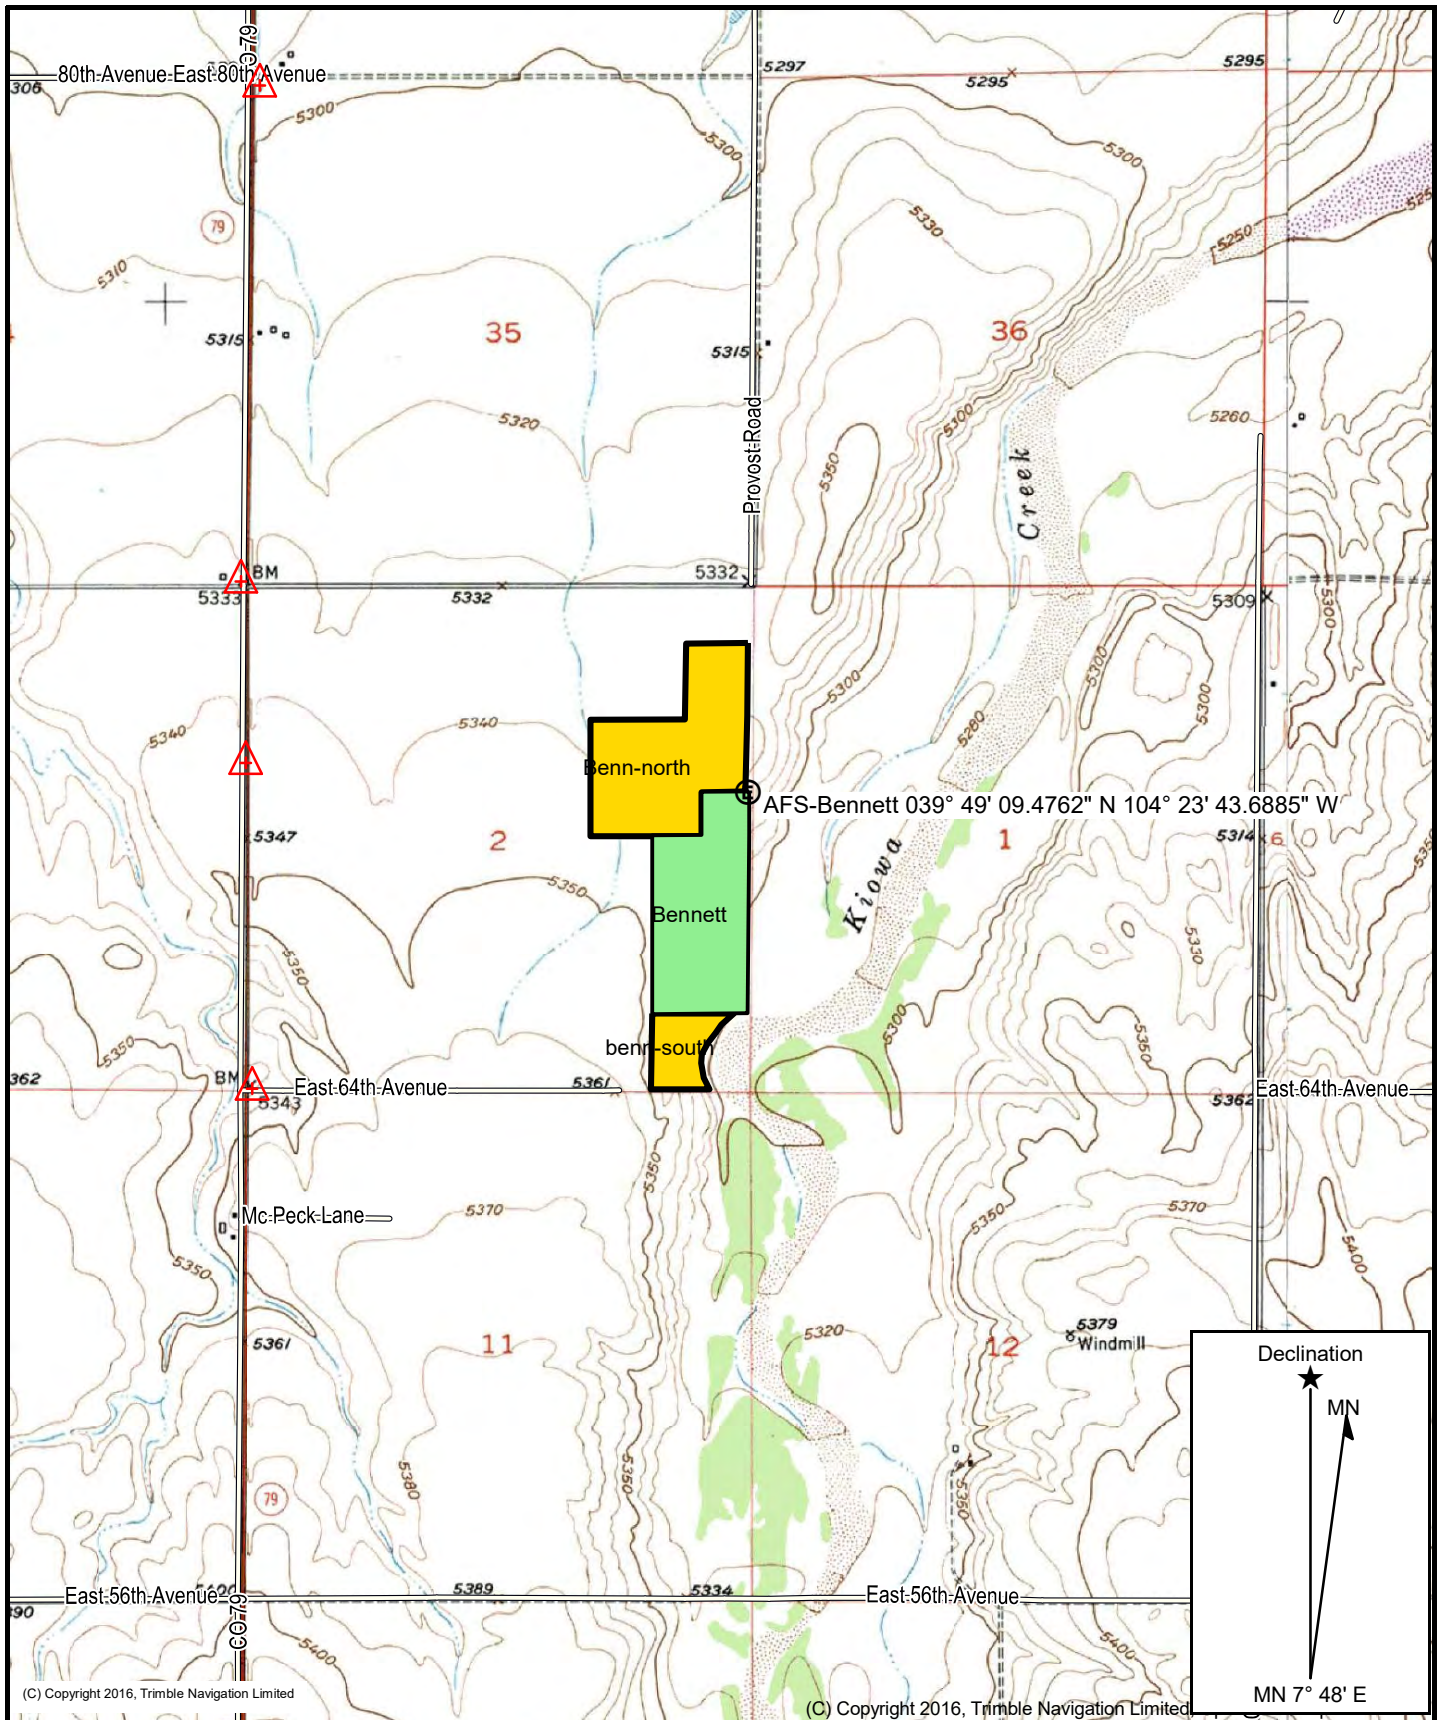 CO-79
80th-Avenue-East-80th-Avenue
306
5297
5295
5295
5300
5300
5300
79
5330
5250
525
5310
5315
35
5315
36
5320
Provost-Road
5350
5300
5260
Creek
BM
5333
5332
5332
5309
5300
5300
5300
5300
5340
5340
5280
Benn-north
AFS-Bennett 039° 49' 09.4762" N 104° 23' 43.6885" W
5347
2
1
5314
6
5350
Kiowa
5350
Bennett
5350
5330
5350
5300
5350
benn-south
362
BM
East-64th-Avenue
5361
5343
5362
East-64th-Avenue
5350
Mc-Peck-Lane
5370
5350
5370
5350
5400
5361
11
5320
12
5379
Windmill
5380
5350
5350
79
East-56th-Avenue
5389
5334
East-56th-Avenue
390
CO-79
5400
5400
Declination
MN
MN 7° 48' E
(C) Copyright 2016, Trimble Navigation Limited
(C) Copyright 2016, Trimble Navigation Limited,